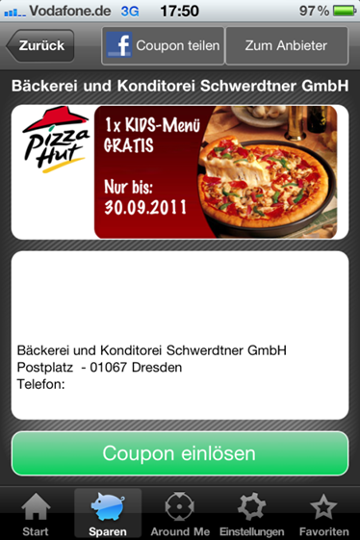 Vodafone.de 3G 17:50 97%
Zurück Coupon teilen Zum Anbieter
Bäckerei und Konditorei Schwerdtner GmbH
Pizza
Hut
1x KIDS-Menü
GRATIS
Nur bis:
30.09.2011
Bäckerei und Konditorei Schwerdtner GmbH
Postplatz - 01067 Dresden
Telefon:
Coupon einlösen
Start Sparen Around Me Einstellungen Favoriten